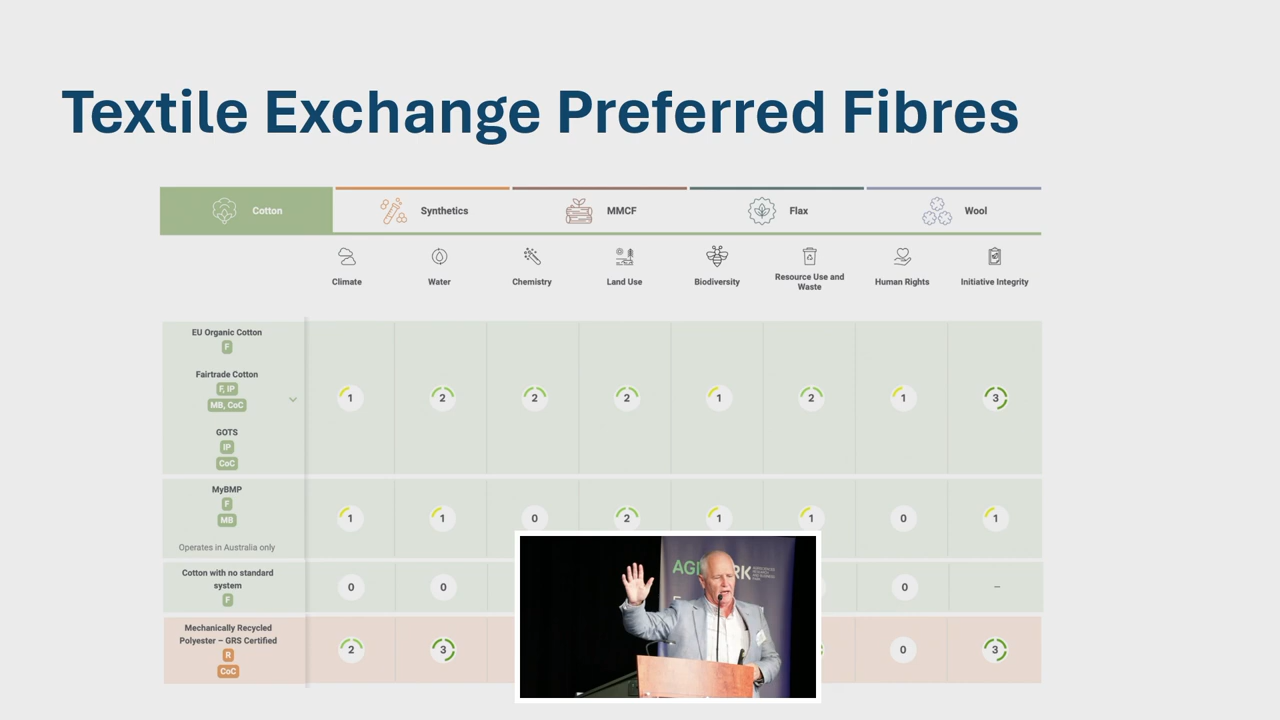 Textile Exchange Preferred Fibres
Cotton
Synthetics
MMCF
Flax
Wool
Climate
Water
Chemistry
Land Use
Biodiversity
Resource Use and
Waste
Human Rights
Initiative Integrity
EU Organic Cotton
F
Fairtrade Cotton
F, IP
MB, CoC
GOTS
IP
CoC
1 2 2 2 1 2 1 3
MyBMP
F
MB
Operates in Australia only
1 1 0 2 1 1 0 1
Cotton with no standard
system
F
0 0 0 –
Mechanically Recycled
Polyester – GRS Certified
R
CoC
2 3 0 3